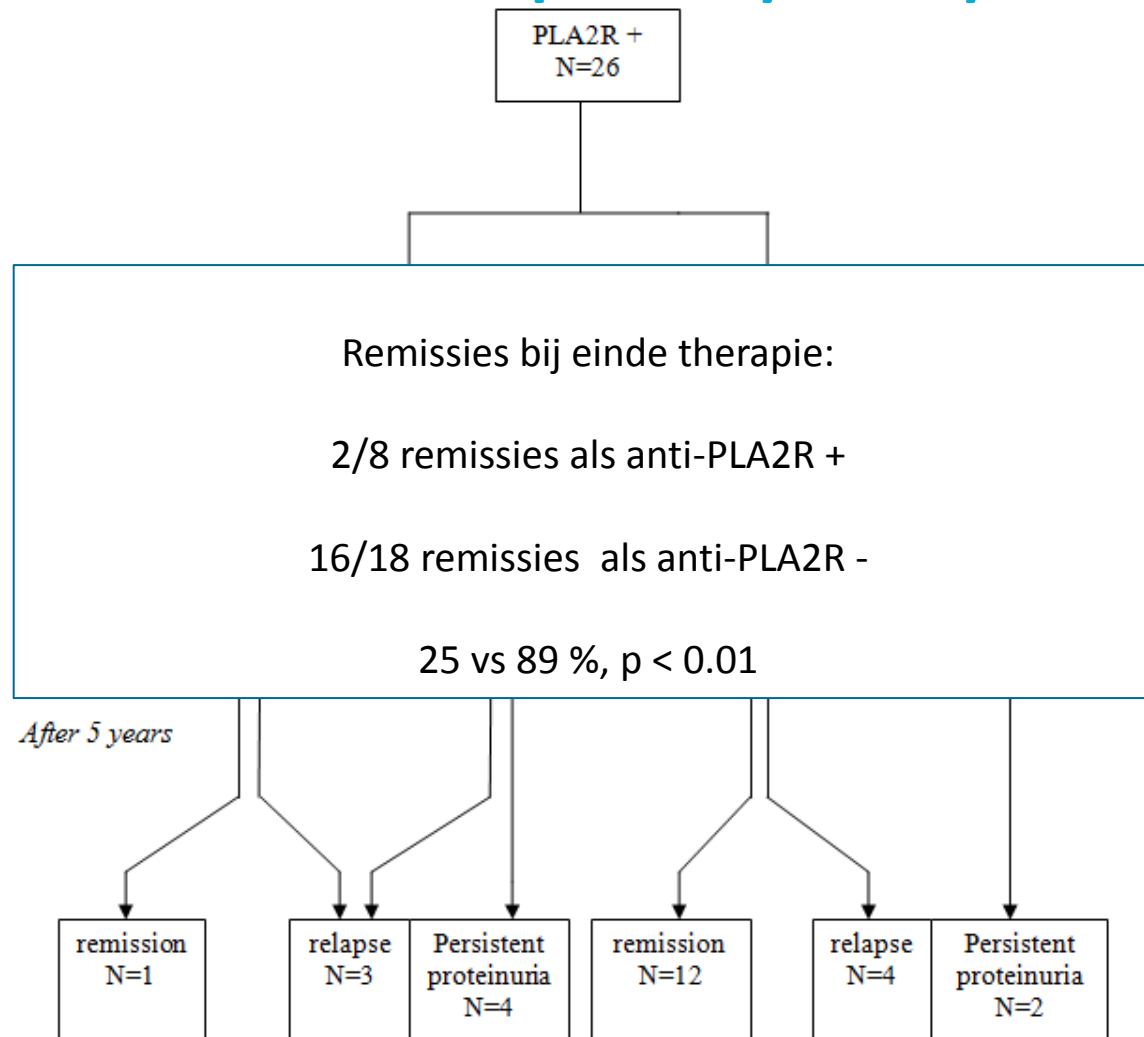 PLA2R +
N=26
Remissies bij einde therapie:
2/8 remissies als anti-PLA2R +
16/18 remissies  als anti-PLA2R -
25 vs 89 %, p < 0.01
After 5 years
remission
N=1
relapse
N=3
Persistent
proteinuria
N=4
remission
N=12
relapse
N=4
Persistent
proteinuria
N=2